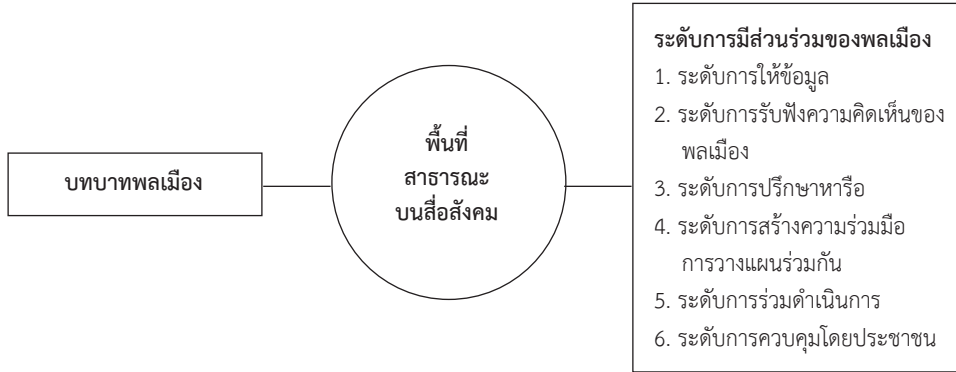 บทบาทพลเมือง
พื้นที่
สาธารณะ
บนสื่อสังคม
ระดับการมีส่วนร่วมของพลเมือง
1. ระดับการให้ข้อมูล
2. ระดับการรับฟังความคิดเห็นของ
พลเมือง
3. ระดับการปรึกษาหารือ
4. ระดับการสร้างความร่วมมือ
การวางแผนร่วมกัน
5. ระดับการร่วมดำเนินการ
6. ระดับการควบคุมโดยประชาชน